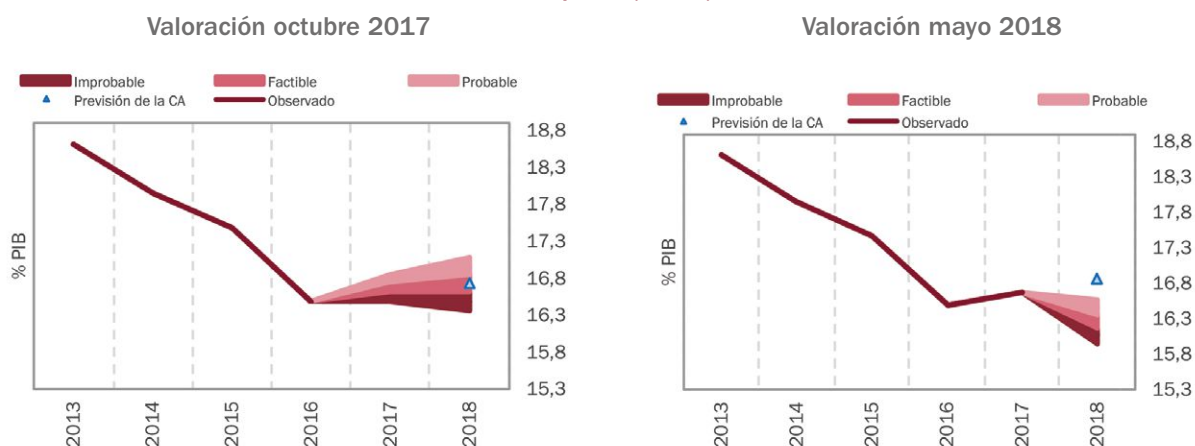 Valoración octubre 2017
Improbable
Factible
Probable
Previsión de la CA
Observado
% PIB
18,8
18,3
17,8
17,3
16,8
16,3
15,8
15,3
2013
2014
2015
2016
2017
2018
Valoración mayo 2018
Improbable
Factible
Probable
Previsión de la CA
Observado
% PIB
18,8
18,3
17,8
17,3
16,8
16,3
15,8
15,3
2013
2014
2015
2016
2017
2018